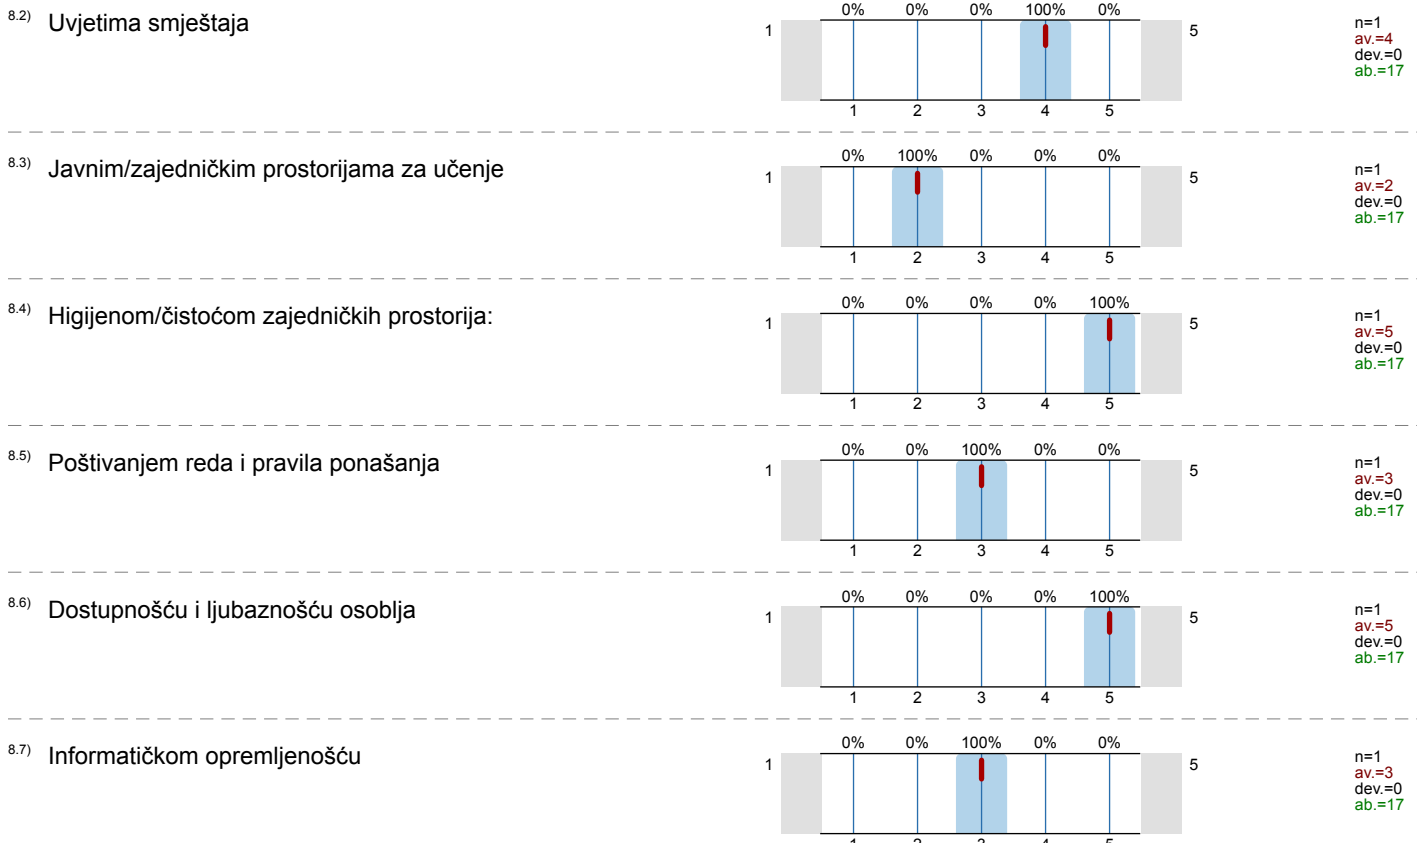 8.2) Uvjetima smještaja
0% 0% 0% 100% 0%
1 5
1 2 3 4 5
n=1
av.=4
dev.=0
ab.=17
8.3) Javnim/zajedničkim prostorijama za učenje
0% 100% 0% 0% 0%
1 5
1 2 3 4 5
n=1
av.=2
dev.=0
ab.=17
8.4) Higijenom/čistoćom zajedničkih prostorija:
0% 0% 0% 0% 100%
1 5
1 2 3 4 5
n=1
av.=5
dev.=0
ab.=17
8.5) Poštivanjem reda i pravila ponašanja
0% 0% 100% 0% 0%
1 5
1 2 3 4 5
n=1
av.=3
dev.=0
ab.=17
8.6) Dostupnošću i ljubaznošću osoblja
0% 0% 0% 0% 100%
1 5
1 2 3 4 5
n=1
av.=5
dev.=0
ab.=17
8.7) Informatičkom opremljenošću
0% 0% 100% 0% 0%
1 5
1 2 3 4 5
n=1
av.=3
dev.=0
ab.=17